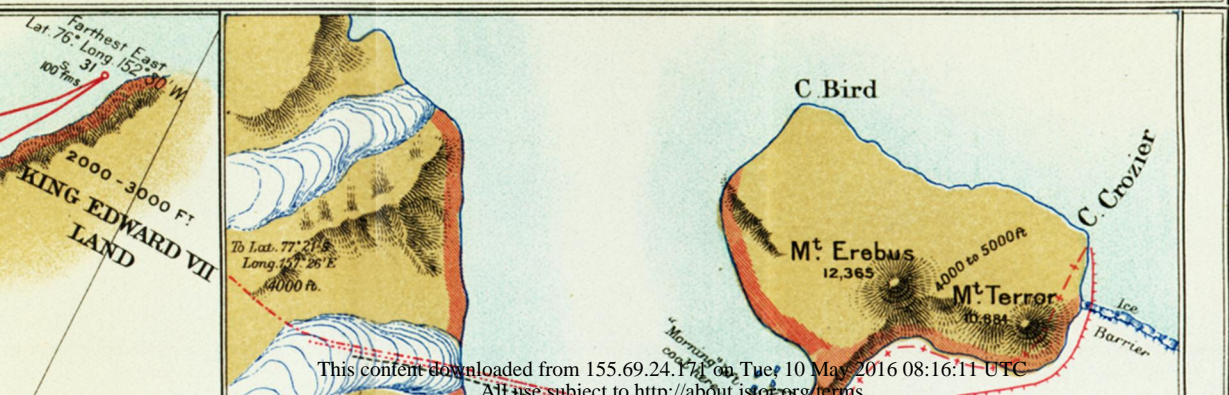 Farthest East
Lat. 76° Long. 152° 30' W
S. 31
100 fms
2000-3000 FT.
KING EDWARD VII
LAND
To Lat. 77° 21' S.
Long. 157° 26' E
4000 ft.
C. Bird
C. Crozier
Mt. Erebus
12,365
4000 to 5000 ft
Mt. Terror
10,884
Ice
Barrier
"Morning"
This content downloaded from 155.69.24.171 on Tue, 10 May 2016 08:16:11 UTC
All use subject to http://about.jstor.org/terms